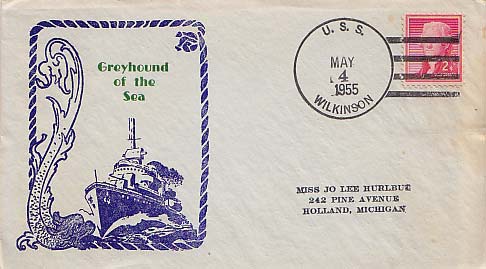 Greyhound
of the
Sea
U. S. S.
MAY
4
1955
WILKINSON
2¢
MISS JO LEE HURLBUT
242 PINE AVENUE
HOLLAND, MICHIGAN